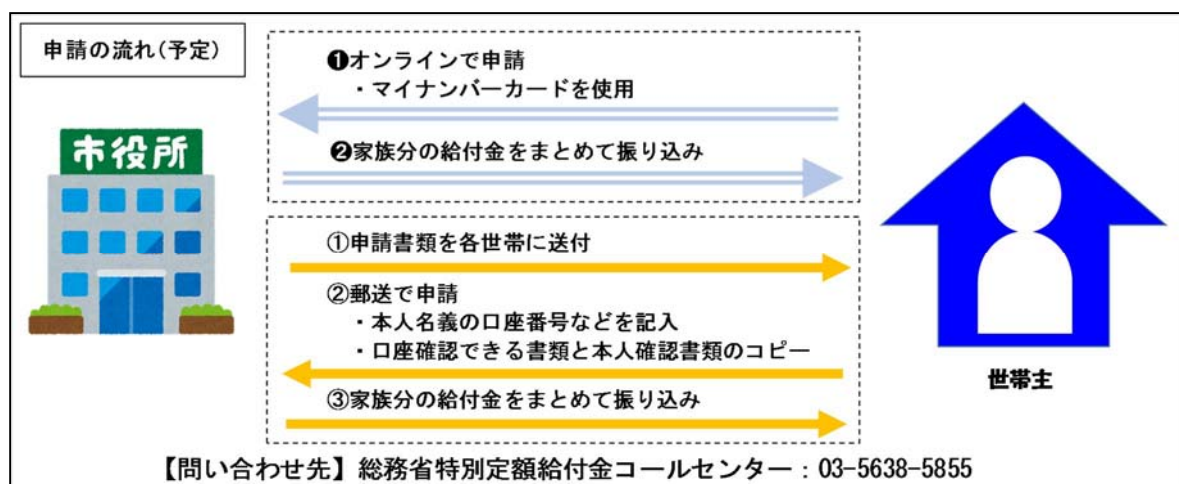 申請の流れ(予定)
❶オンラインで申請
・マイナンバーカードを使用
❷家族分の給付金をまとめて振り込み
市役所
①申請書類を各世帯に送付
②郵送で申請
・本人名義の口座番号などを記入
・口座確認できる書類と本人確認書類のコピー
③家族分の給付金をまとめて振り込み
世帯主
【問い合わせ先】総務省特別定額給付金コールセンター：03-5638-5855